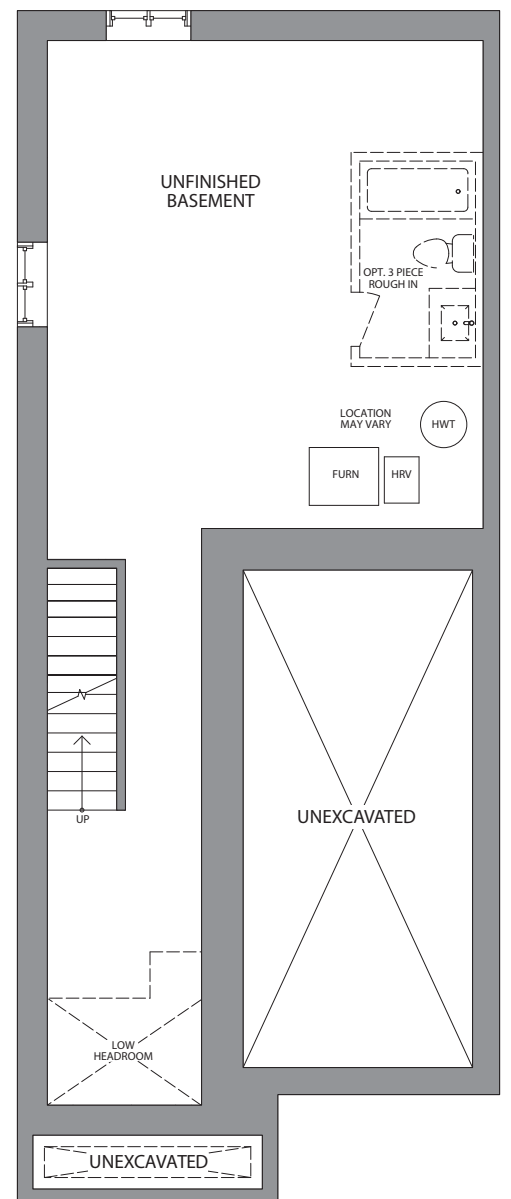 UNFINISHED
BASEMENT
OPT. 3 PIECE
ROUGH IN
LOCATION
MAY VARY
HWT
FURN
HRV
UP
UNEXCAVATED
LOW
HEADROOM
UNEXCAVATED